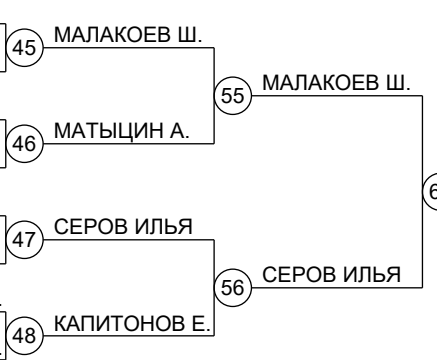 45 МАЛАКОЕВ Ш.
55 МАЛАКОЕВ Ш.
46 МАТЫЦИН А.
47 СЕРОВ ИЛЬЯ
56 СЕРОВ ИЛЬЯ
48 КАПИТОНОВ Е.